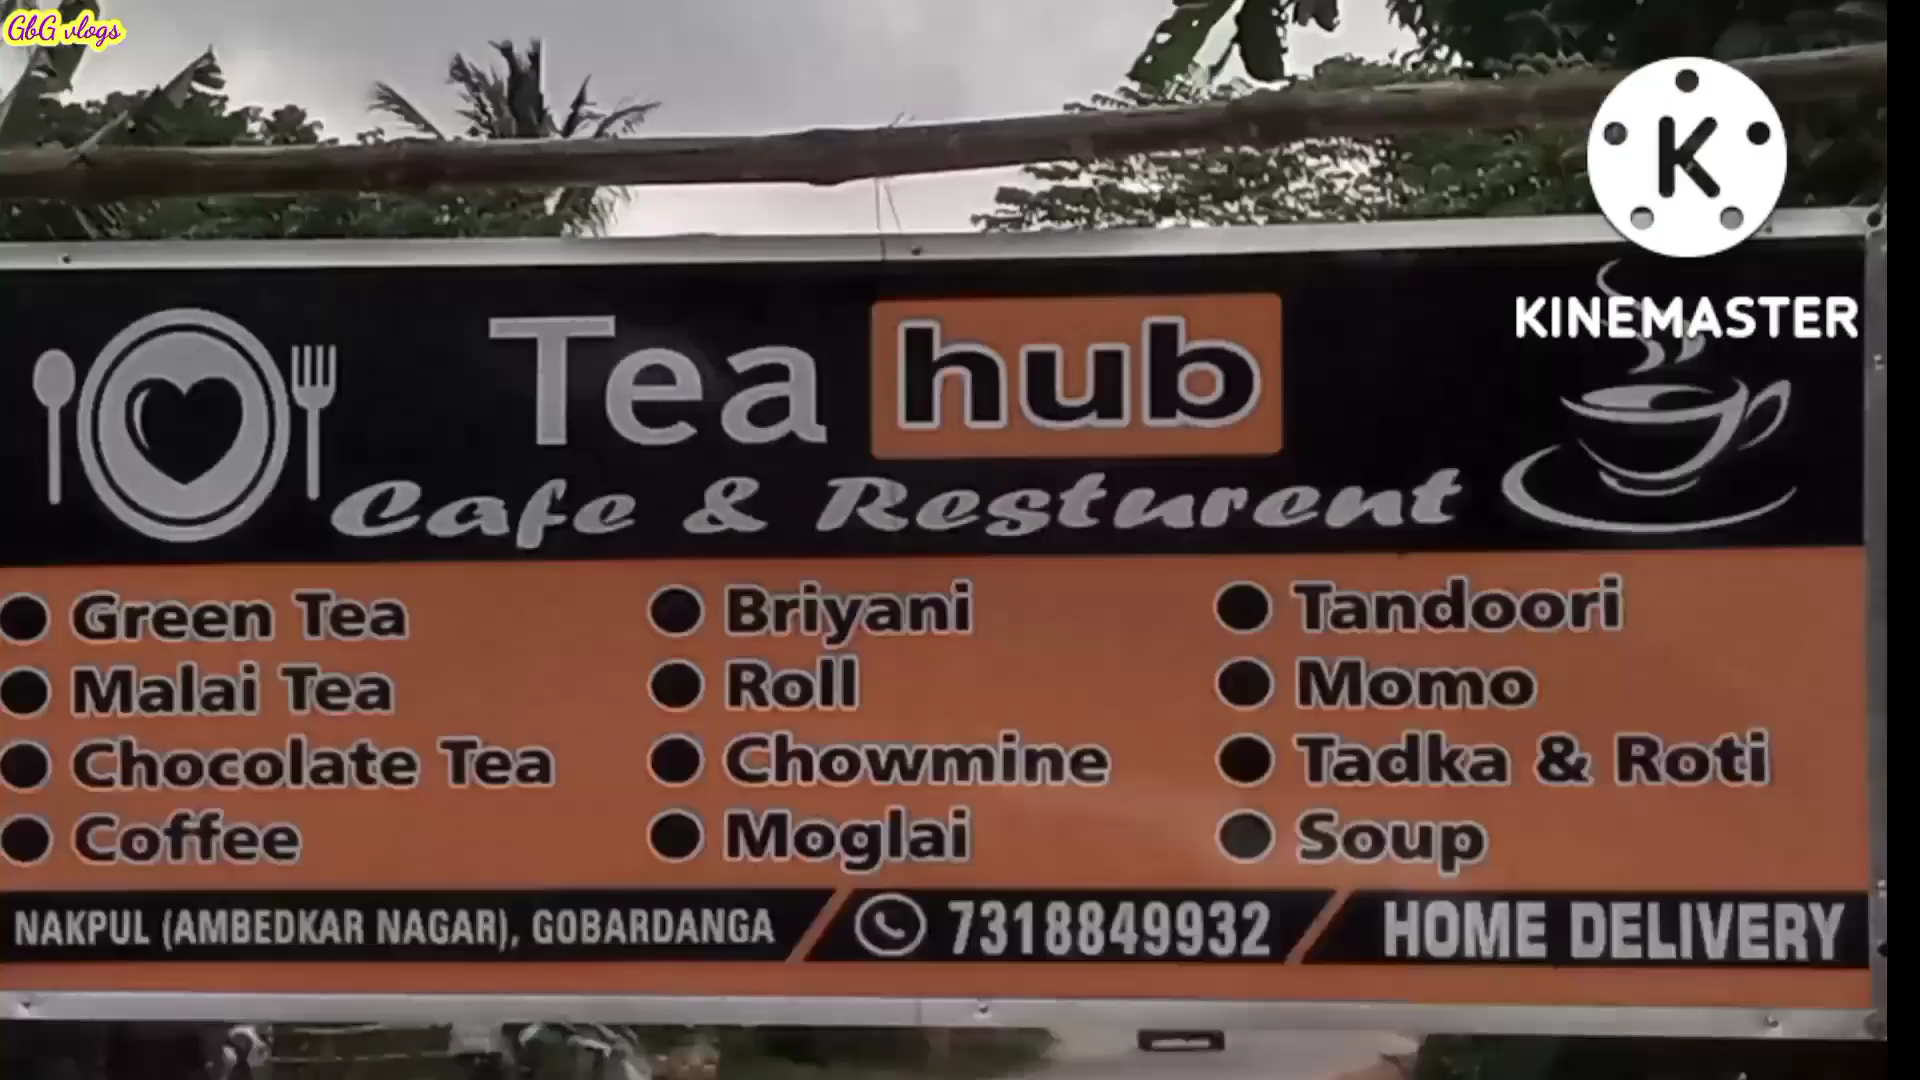 GbG vlogs
K
KINEMASTER
Tea hub
Cafe & Resturent
Green Tea
Malai Tea
Chocolate Tea
Coffee
Briyani
Roll
Chowmine
Moglai
Tandoori
Momo
Tadka & Roti
Soup
NAKPUL (AMBEDKAR NAGAR), GOBARDANGA
7318849932
HOME DELIVERY